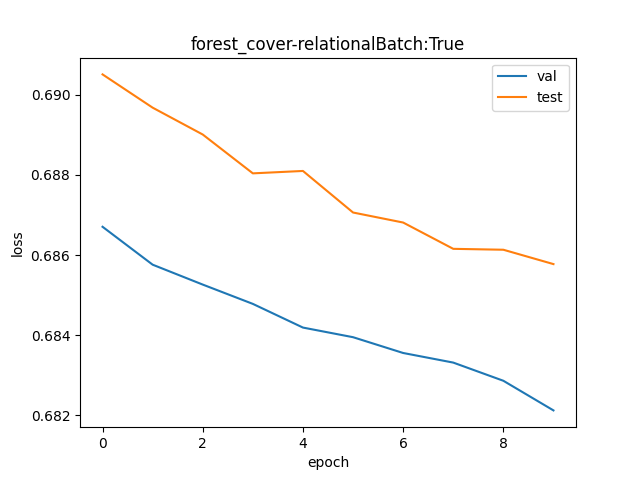 forest_cover-relationalBatch:True
val
test
loss
0.690
0.688
0.686
0.684
0.682
0 2 4 6 8
epoch